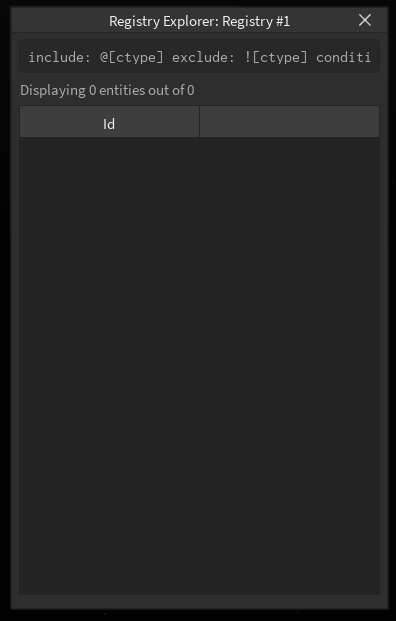 Registry Explorer: Registry #1
include: @[ctype] exclude: ![ctype] conditi
Displaying 0 entities out of 0
Id